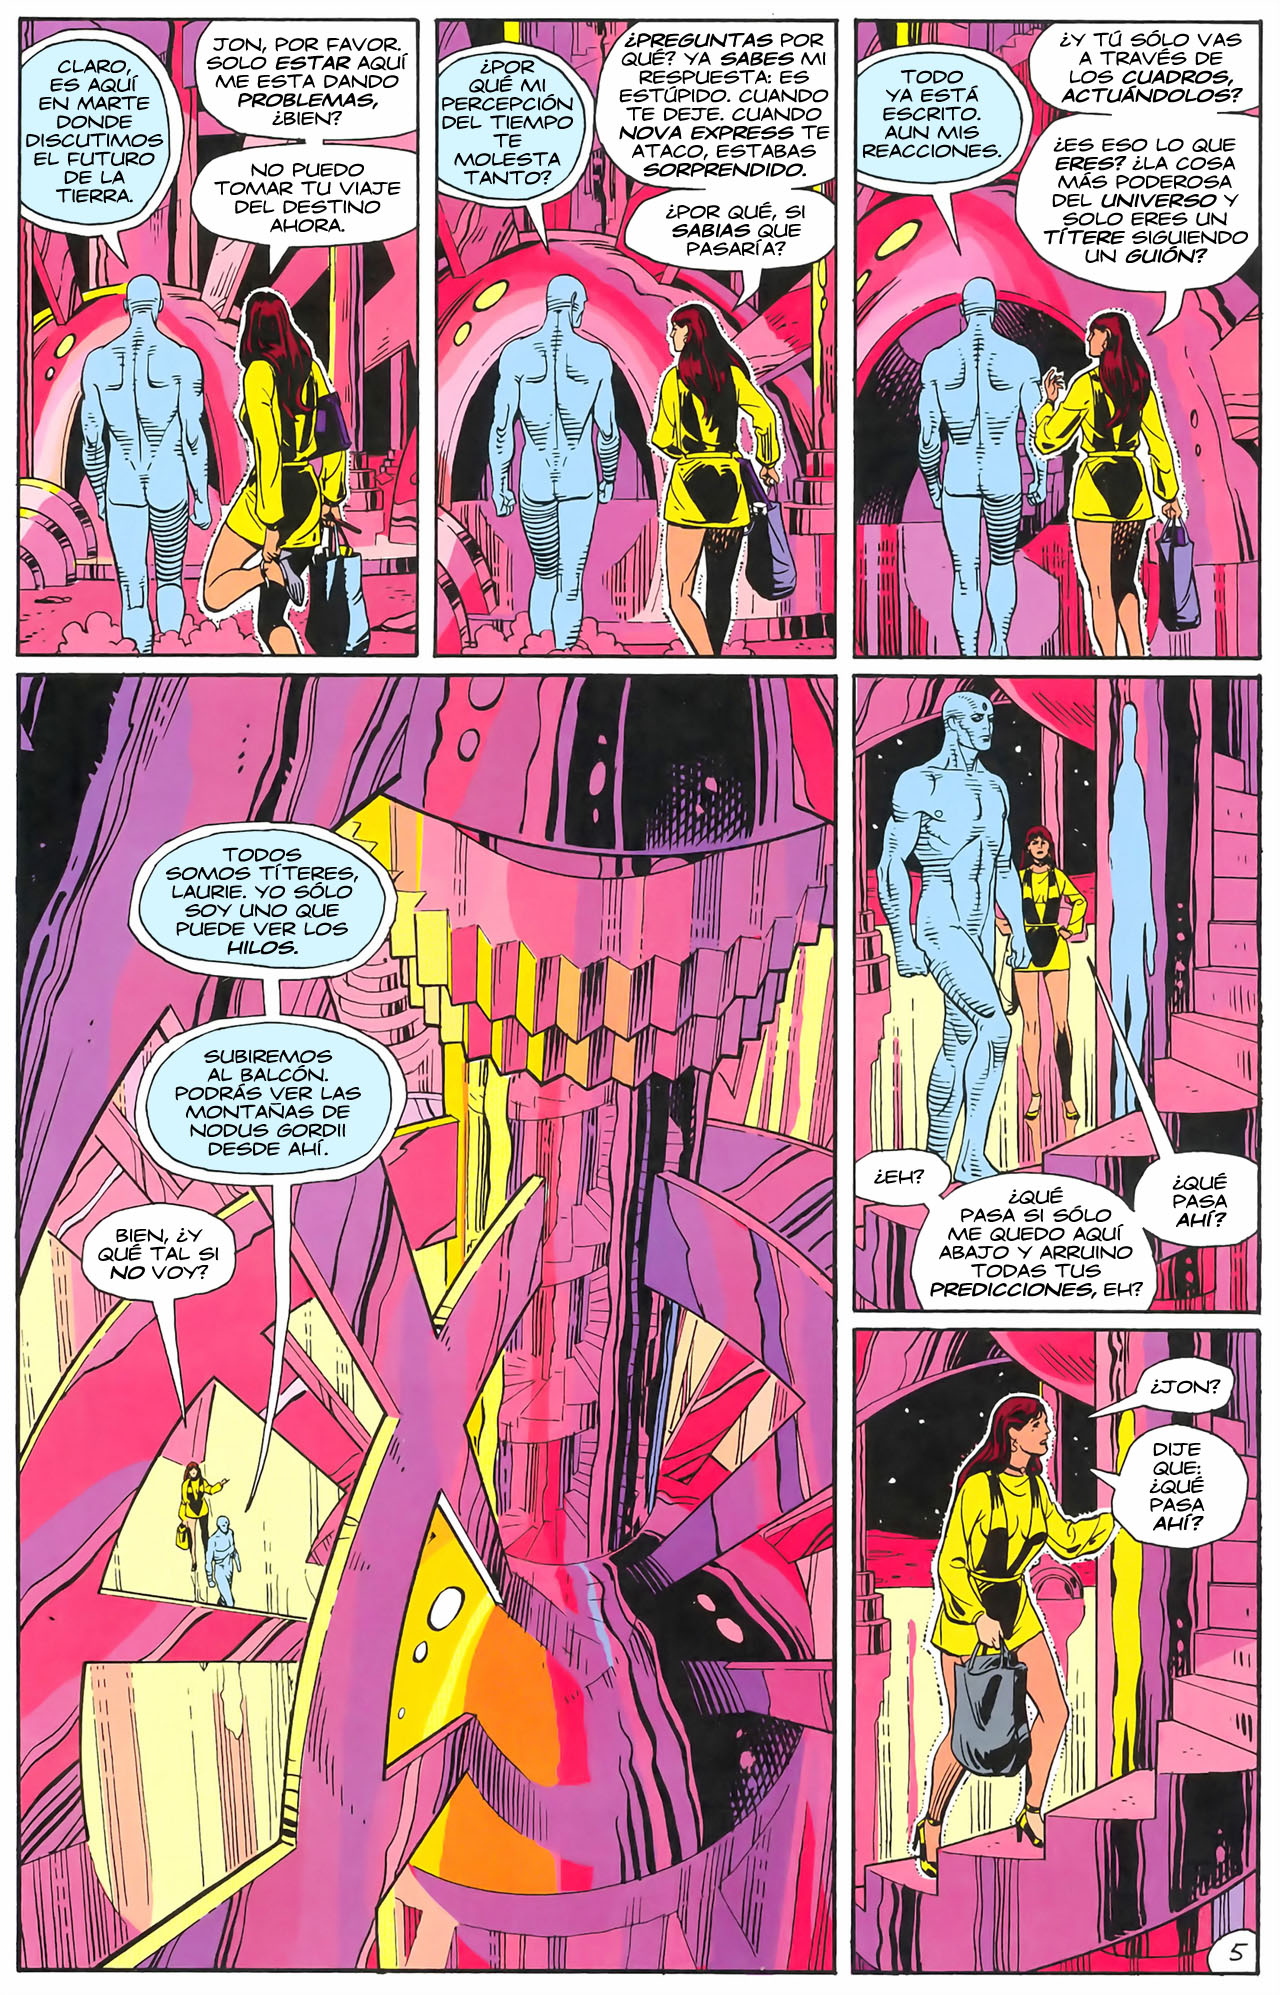 CLARO,
ES AQUÍ
EN MARTE
DONDE
DISCUTIMOS
EL FUTURO
DE LA
TIERRA.
JON, POR FAVOR.
SOLO ESTAR AQUÍ
ME ESTA DANDO
PROBLEMAS,
¿BIEN?
NO PUEDO
TOMAR TU VIAJE
DEL DESTINO
AHORA.
¿POR
QUÉ MI
PERCEPCIÓN
DEL TIEMPO
TE
MOLESTA
TANTO?
¿PREGUNTAS POR
QUÉ? YA SABES MI
RESPUESTA: ES
ESTÚPIDO. CUANDO
TE DEJE. CUANDO
NOVA EXPRESS TE
ATACO, ESTABAS
SORPRENDIDO.
¿POR QUÉ, SI
SABIAS QUE
PASARÍA?
TODO
YA ESTÁ
ESCRITO.
AUN MIS
REACCIONES.
¿Y TÚ SÓLO VAS
A TRAVÉS DE
LOS CUADROS,
ACTUÁNDOLOS?
¿ES ESO LO QUE
ERES? ¿LA COSA
MÁS PODEROSA
DEL UNIVERSO Y
SOLO ERES UN
TÍTERE SIGUIENDO
UN GUIÓN?
TODOS
SOMOS TÍTERES,
LAURIE. YO SÓLO
SOY UNO QUE
PUEDE VER LOS
HILOS.
SUBIREMOS
AL BALCÓN.
PODRÁS VER LAS
MONTAÑAS DE
NODUS GORDII
DESDE AHÍ.
BIEN, ¿Y
QUÉ TAL SI
NO VOY?
¿EH?
¿QUÉ
PASA SI SÓLO
ME QUEDO AQUÍ
ABAJO Y ARRUINO
TODAS TUS
PREDICCIONES, EH?
¿QUÉ
PASA
AHÍ?
¿JON?
DIJE
QUE:
¿QUÉ
PASA
AHÍ?
5